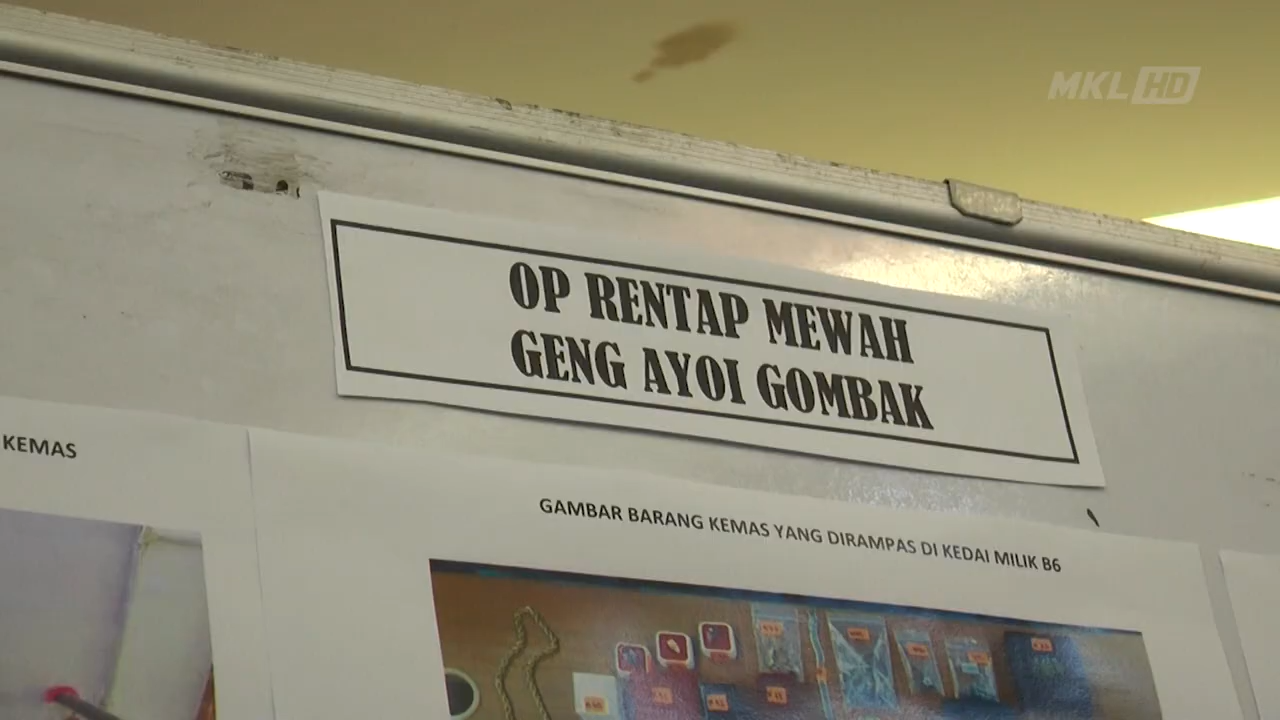 MKL HD
OP RENTAP MEWAH
GENG AYOI GOMBAK
KEMAS
GAMBAR BARANG KEMAS YANG DIRAMPAS DI KEDAI MILIK B6